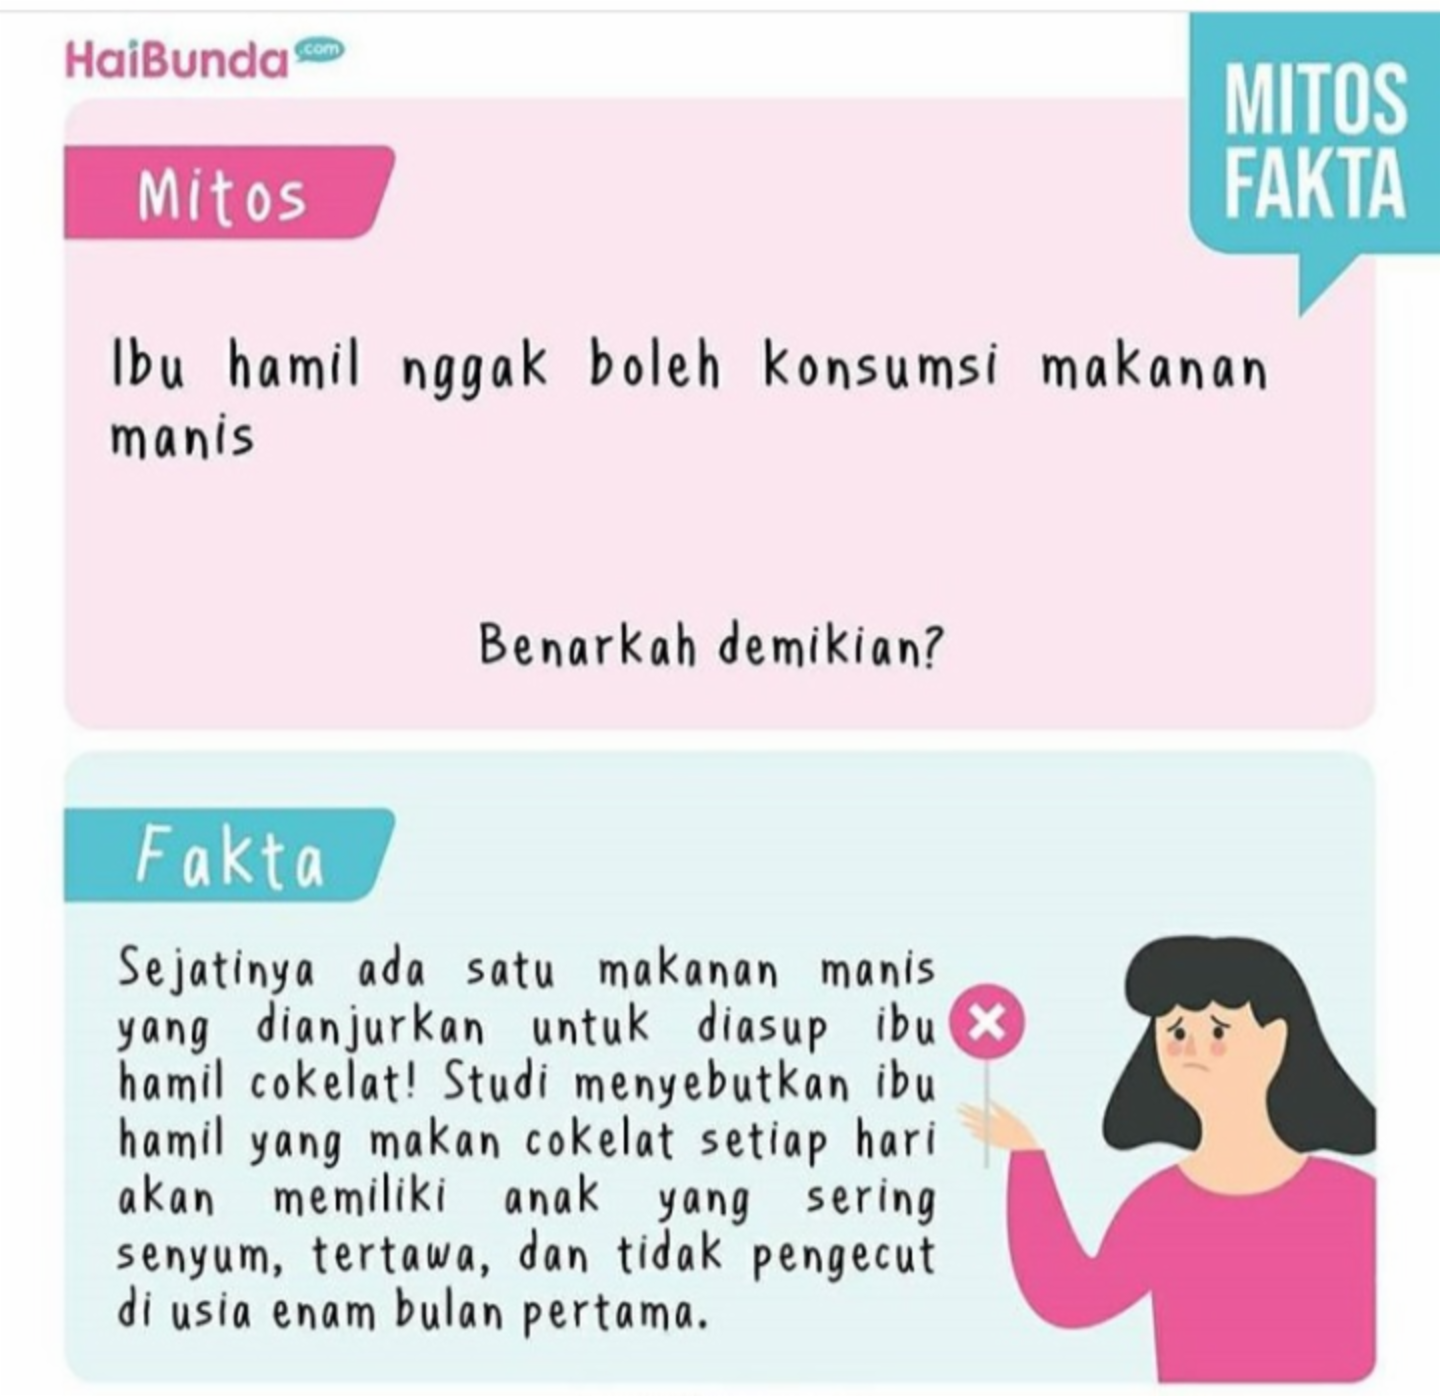 HaiBunda.com
MITOS
FAKTA
Mitos
Ibu hamil nggak boleh konsumsi makanan
manis
Benarkah demikian?
Fakta
Sejatinya ada satu makanan manis
yang dianjurkan untuk diasup ibu
hamil cokelat! Studi menyebutkan ibu
hamil yang makan cokelat setiap hari
akan memiliki anak yang sering
senyum, tertawa, dan tidak pengecut
di usia enam bulan pertama.